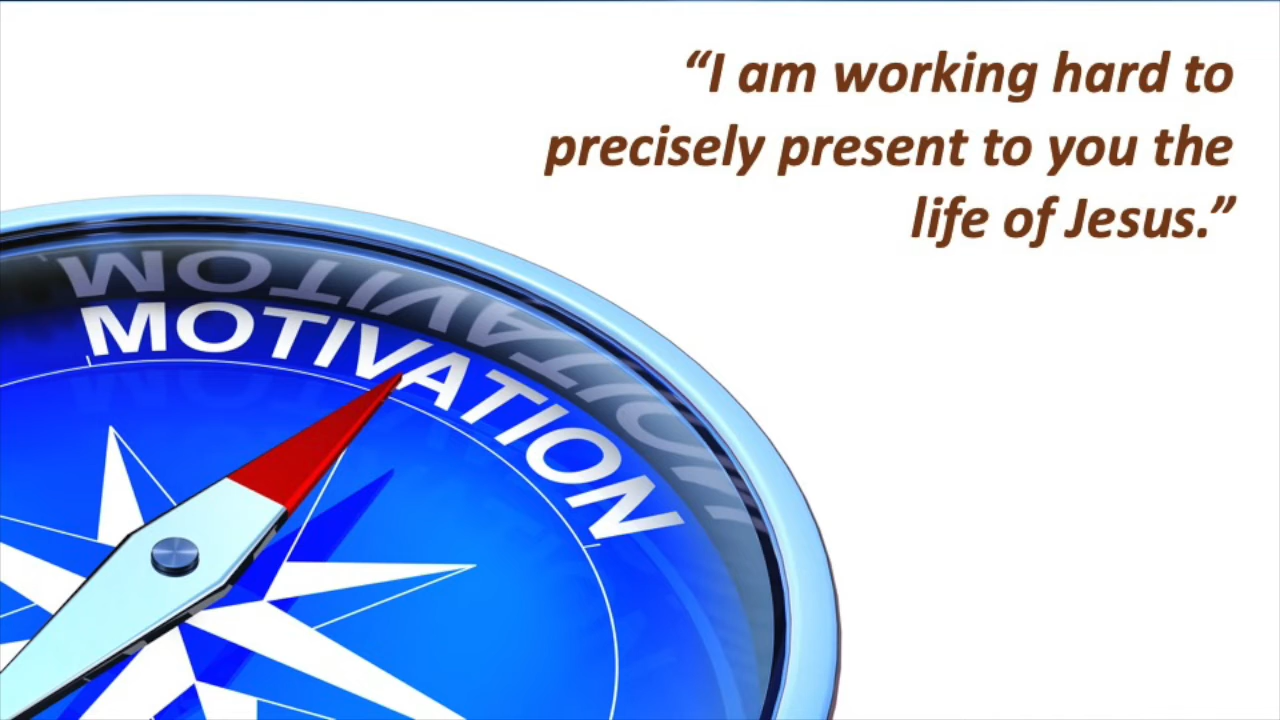 “I am working hard to
precisely present to you the
life of Jesus.”
MOTIVATION